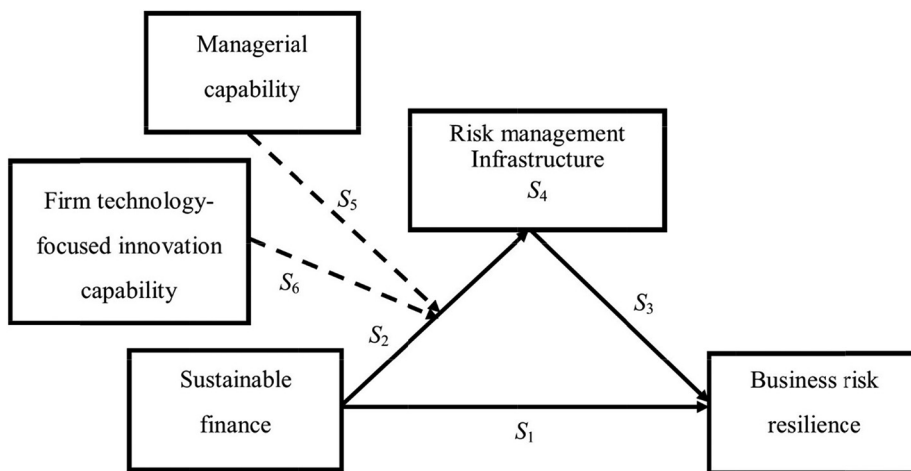 Managerial
capability
Risk management
Infrastructure
S4
Firm technology-
focused innovation
capability
S5
S6
S2
S3
Sustainable
finance
S1
Business risk
resilience